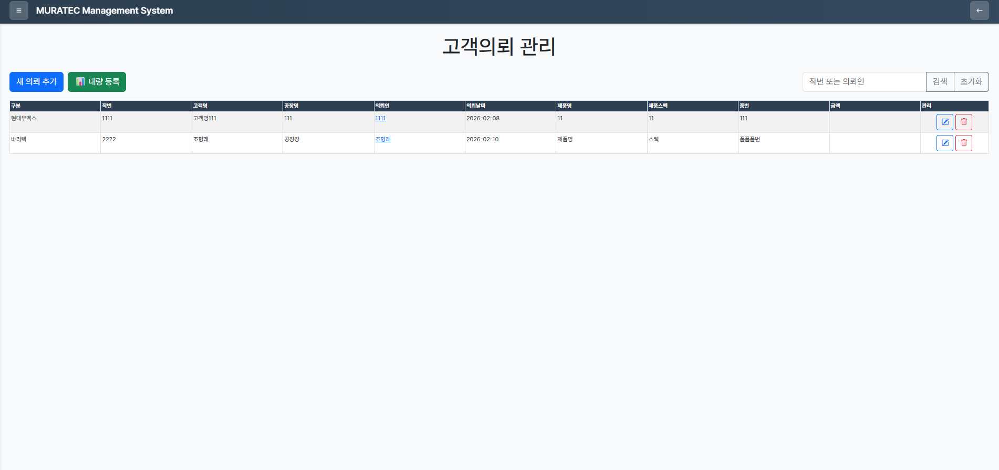 MURATEC Management System
고객의뢰 관리
새 의뢰 추가 대량 등록 작번 또는 의뢰인 검색 초기화
구분 작번 고객명 공장명 의뢰인 의뢰날짜 제품명 제품스펙 품번 금액 관리
현대무벡스 1111 고객명111 111 1111 2026-02-08 11 11 111
바라텍 2222 조형래 공장장 조형래 2026-02-10 제품명 스펙 품품품번